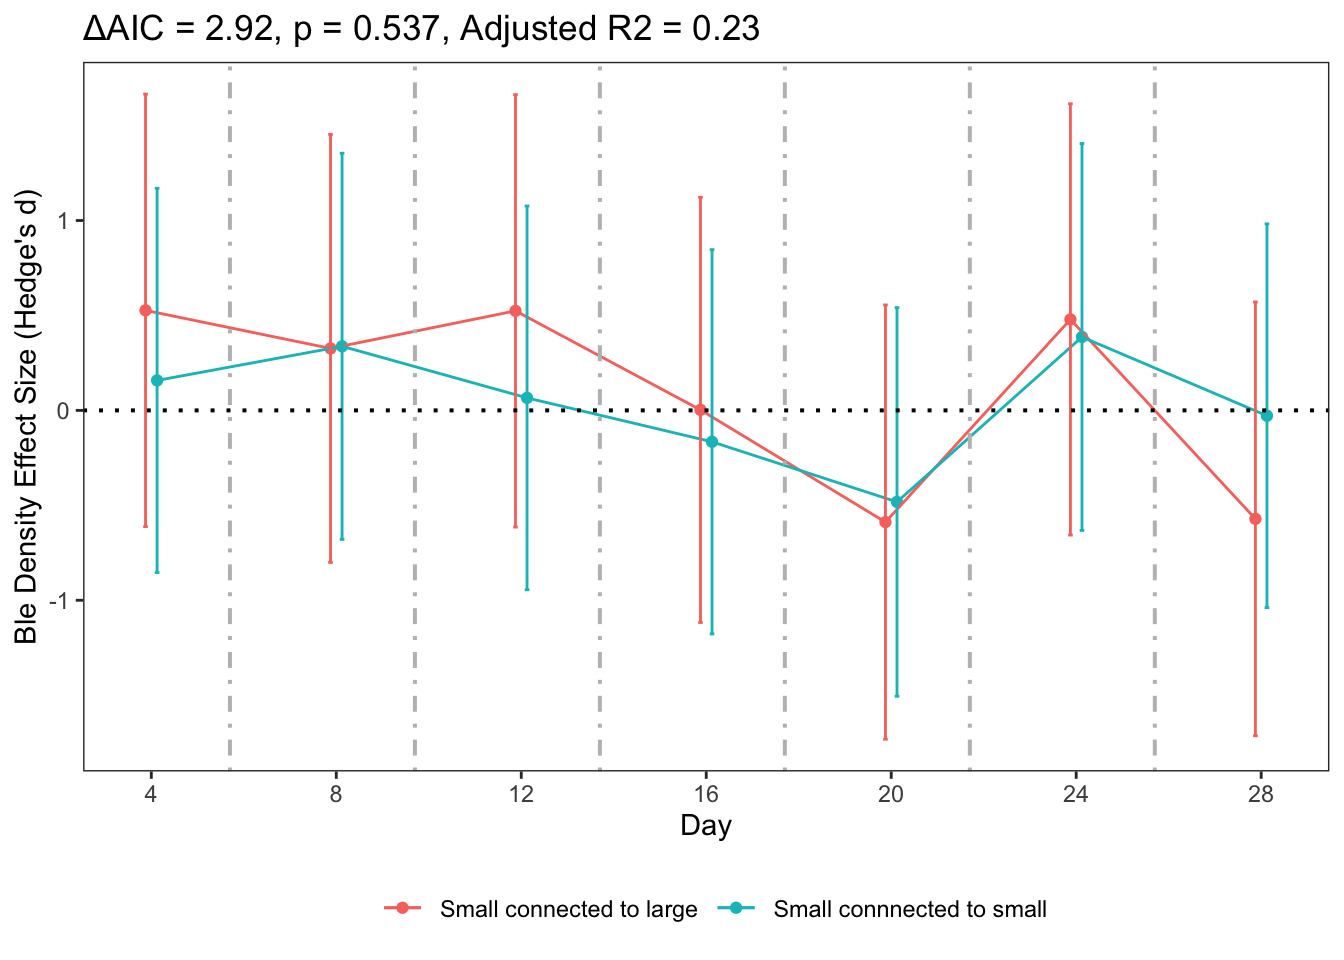 ΔAIC = 2.92, p = 0.537, Adjusted R2 = 0.23
Ble Density Effect Size (Hedge's d)
1
0
-1
4 8 12 16 20 24 28
Day
Small connected to large Small connnected to small